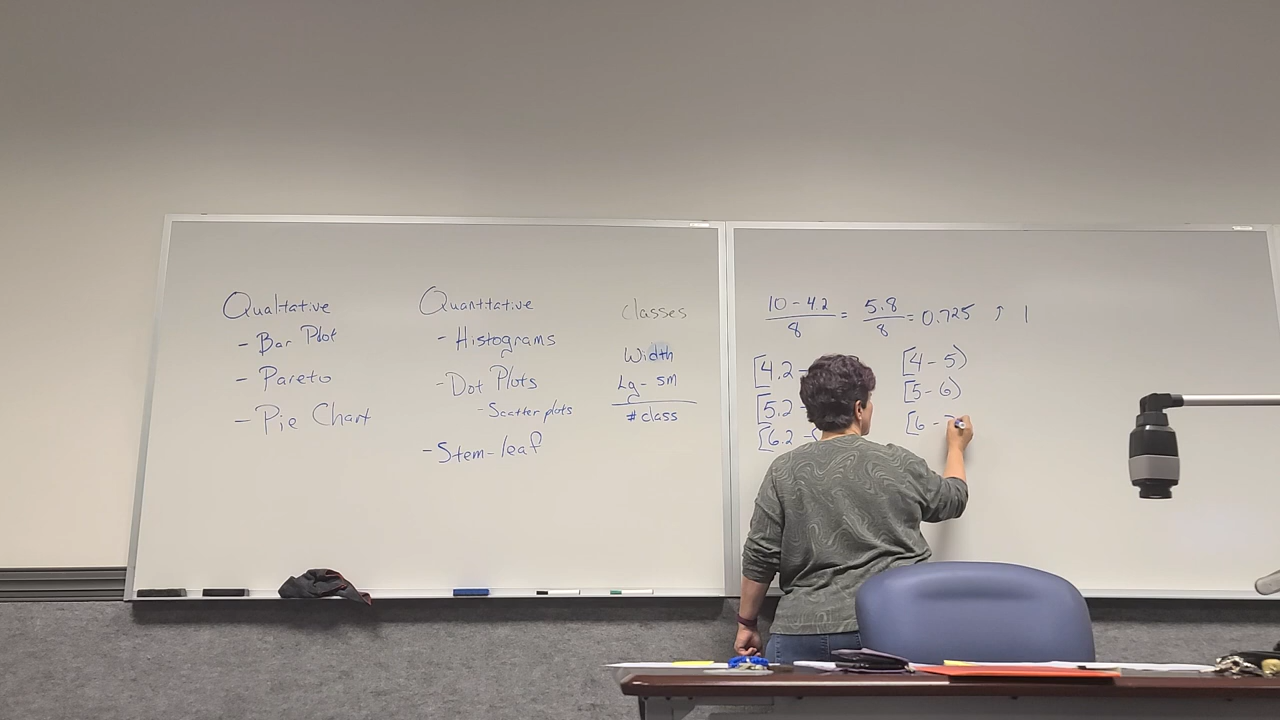 Qualitative
- Bar Plot
- Pareto
- Pie Chart
Quanttative
- Histograms
- Dot Plots
- Scatter plots
- Stem-leaf
Classes
Width
Lg - sm
# class
10 - 4.2 / 8 = 5.8 / 8 = 0.725 ↑ 1
[4.2 -
[5.2 -
[6.2 -
[4 - 5)
[5 - 6)
[6 -